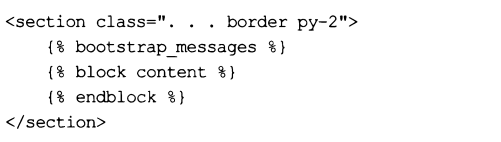 <section class=". . . border py-2">
    {% bootstrap_messages %}
    {% block content %}
    {% endblock %}
</section>